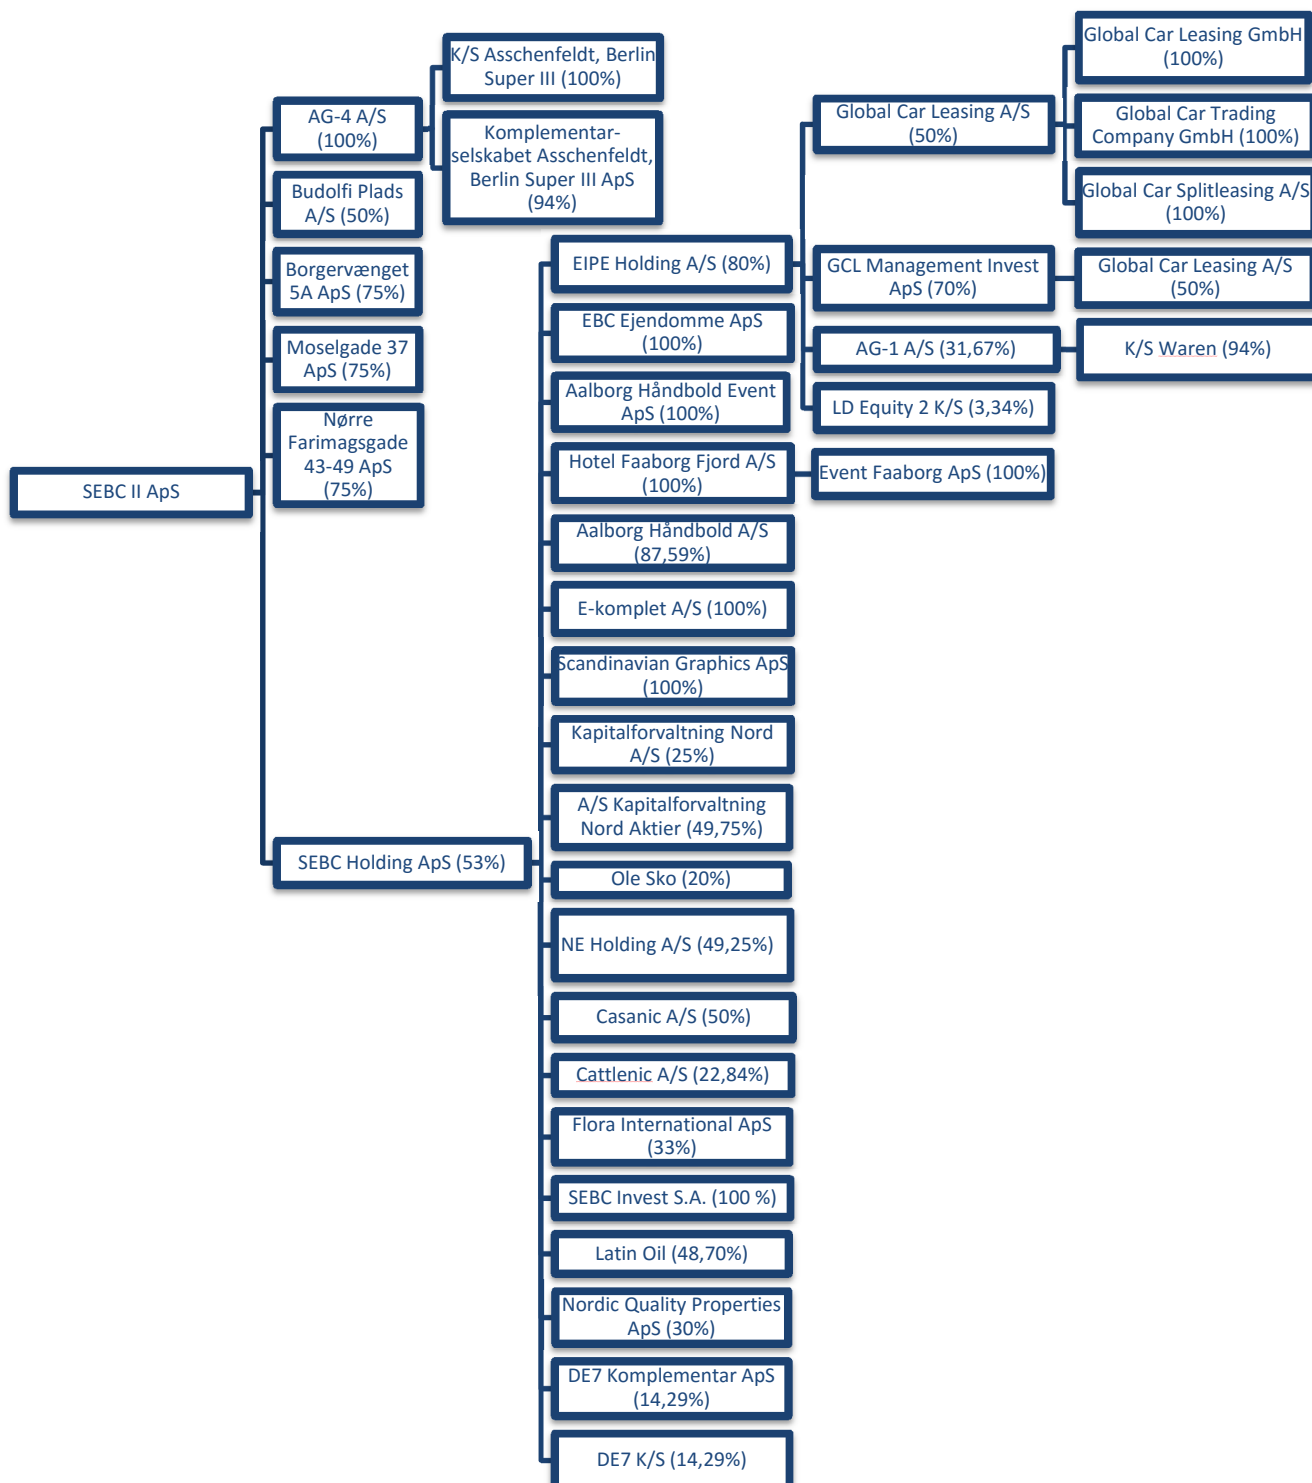 SEBC II ApS
AG-4 A/S
(100%)
K/S Asschenfeldt, Berlin
Super III (100%)
Komplementar-
selskabet Asschenfeldt,
Berlin Super III ApS
(94%)
Budolfi Plads
A/S (50%)
Borgervænget
5A ApS (75%)
Moselgade 37
ApS (75%)
Nørre
Farimagsgade
43-49 ApS
(75%)
SEBC Holding ApS (53%)
EIPE Holding A/S (80%)
Global Car Leasing A/S
(50%)
Global Car Leasing GmbH
(100%)
Global Car Trading
Company GmbH (100%)
Global Car Splitleasing A/S
(100%)
GCL Management Invest
ApS (70%)
Global Car Leasing A/S
(50%)
AG-1 A/S (31,67%)
K/S Waren (94%)
LD Equity 2 K/S (3,34%)
EBC Ejendomme ApS
(100%)
Aalborg Håndbold Event
ApS (100%)
Hotel Faaborg Fjord A/S
(100%)
Event Faaborg ApS (100%)
Aalborg Håndbold A/S
(87,59%)
E-komplet A/S (100%)
Scandinavian Graphics ApS
(100%)
Kapitalforvaltning Nord
A/S (25%)
A/S Kapitalforvaltning
Nord Aktier (49,75%)
Ole Sko (20%)
NE Holding A/S (49,25%)
Casanic A/S (50%)
Cattlenic A/S (22,84%)
Flora International ApS
(33%)
SEBC Invest S.A. (100 %)
Latin Oil (48,70%)
Nordic Quality Properties
ApS (30%)
DE7 Komplementar ApS
(14,29%)
DE7 K/S (14,29%)